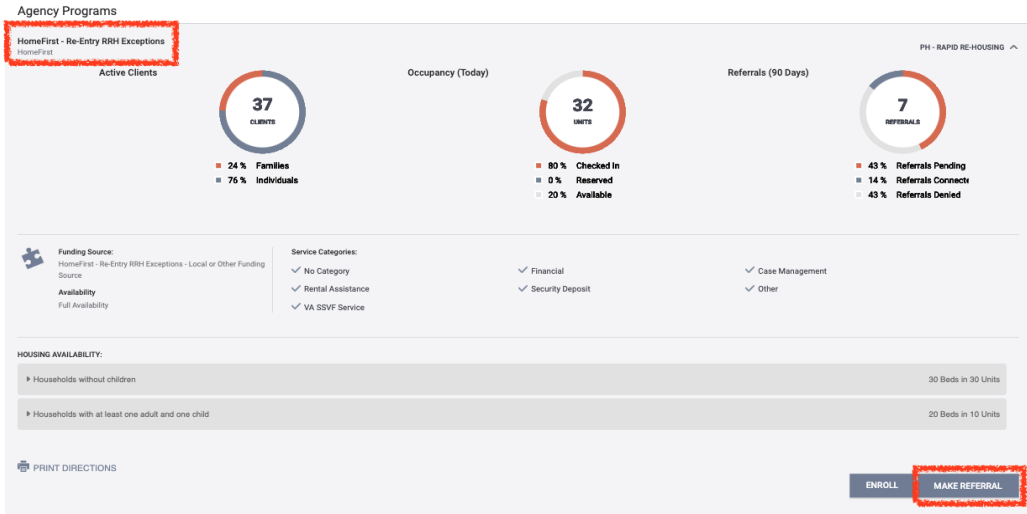 Agency Programs
HomeFirst - Re-Entry RRH Exceptions
HomeFirst
PH - RAPID RE-HOUSING
Active Clients
37
CLIENTS
24 % Families
76 % Individuals
Occupancy (Today)
32
UNITS
80 % Checked In
0 % Reserved
20 % Available
Referrals (90 Days)
7
REFERRALS
43 % Referrals Pending
14 % Referrals Connecte
43 % Referrals Denied
Funding Source:
HomeFirst - Re-Entry RRH Exceptions - Local or Other Funding
Source
Availability
Full Availability
Service Categories:
No Category
Financial
Case Management
Rental Assistance
Security Deposit
Other
VA SSVF Service
HOUSING AVAILABILITY:
Households without children 30 Beds in 30 Units
Households with at least one adult and one child 20 Beds in 10 Units
PRINT DIRECTIONS
ENROLL
MAKE REFERRAL